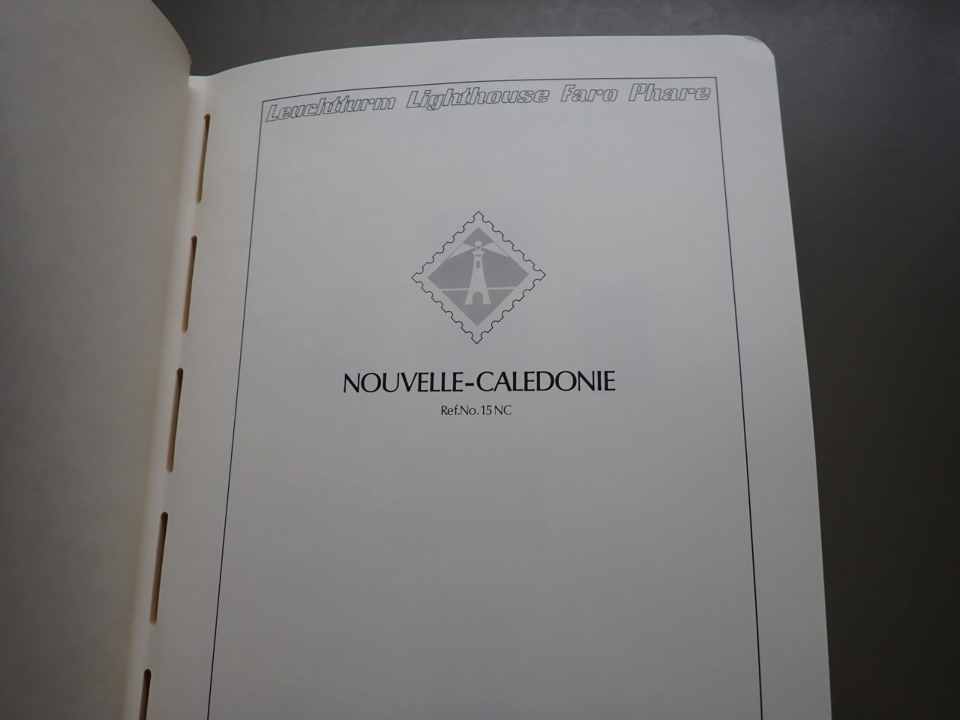 Leuchtturm Lighthouse Faro Phare
NOUVELLE-CALEDONIE
Ref.No. 15 NC